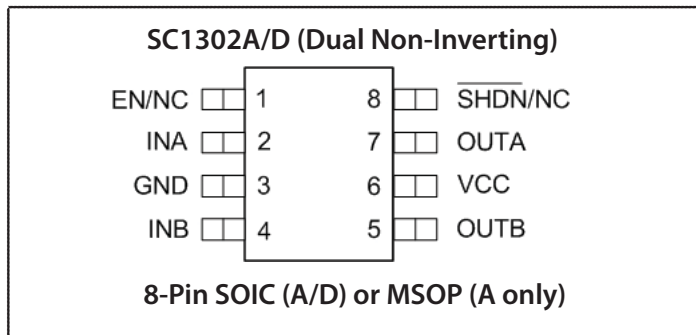 SC1302A/D (Dual Non-Inverting)
EN/NC 1 8 SHDN/NC
INA 2 7 OUTA
GND 3 6 VCC
INB 4 5 OUTB
8-Pin SOIC (A/D) or MSOP (A only)